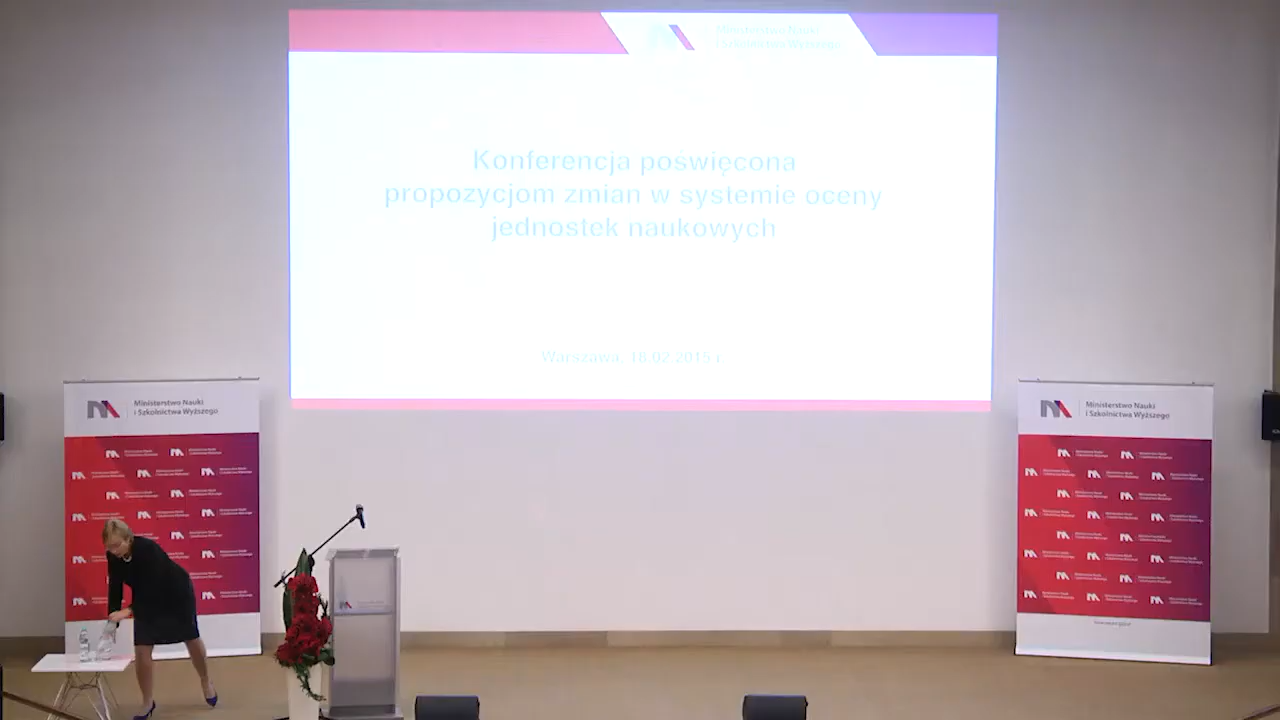 Ministerstwo Nauki
i Szkolnictwa Wyższego
Konferencja poświęcona
propozycjom zmian w systemie oceny
jednostek naukowych
Warszawa, 18.02.2015 r.
Ministerstwo Nauki
i Szkolnictwa Wyższego
Ministerstwo Nauki
i Szkolnictwa Wyższego